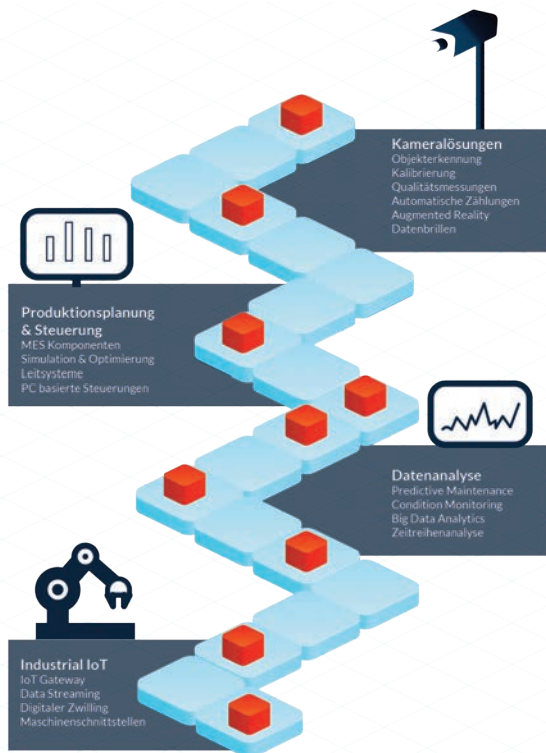 Kameralösungen
Objekterkennung
Kalibrierung
Qualitätsmessungen
Automatische Zählungen
Augmented Reality
Datenbrillen
Produktionsplanung
& Steuerung
MES Komponenten
Simulation & Optimierung
Leitsysteme
PC basierte Steuerungen
Datenanalyse
Predictive Maintenance
Condition Monitoring
Big Data Analytics
Zeitreihenanalyse
Industrial IoT
IoT Gateway
Data Streaming
Digitaler Zwilling
Maschinenschnittstellen